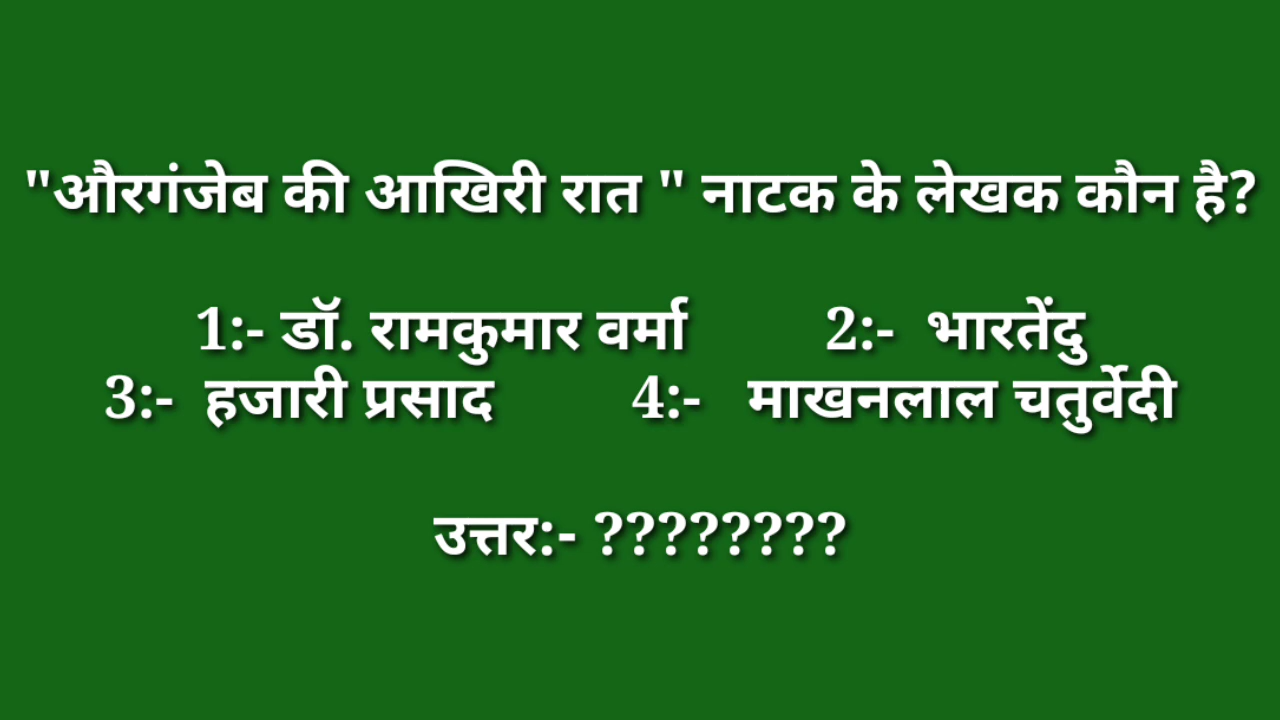 "औरगंजेब की आखिरी रात " नाटक के लेखक कौन है?
1:- डॉ. रामकुमार वर्मा 2:- भारतेंदु
3:- हजारी प्रसाद 4:- माखनलाल चतुर्वेदी
उत्तर:- ????????